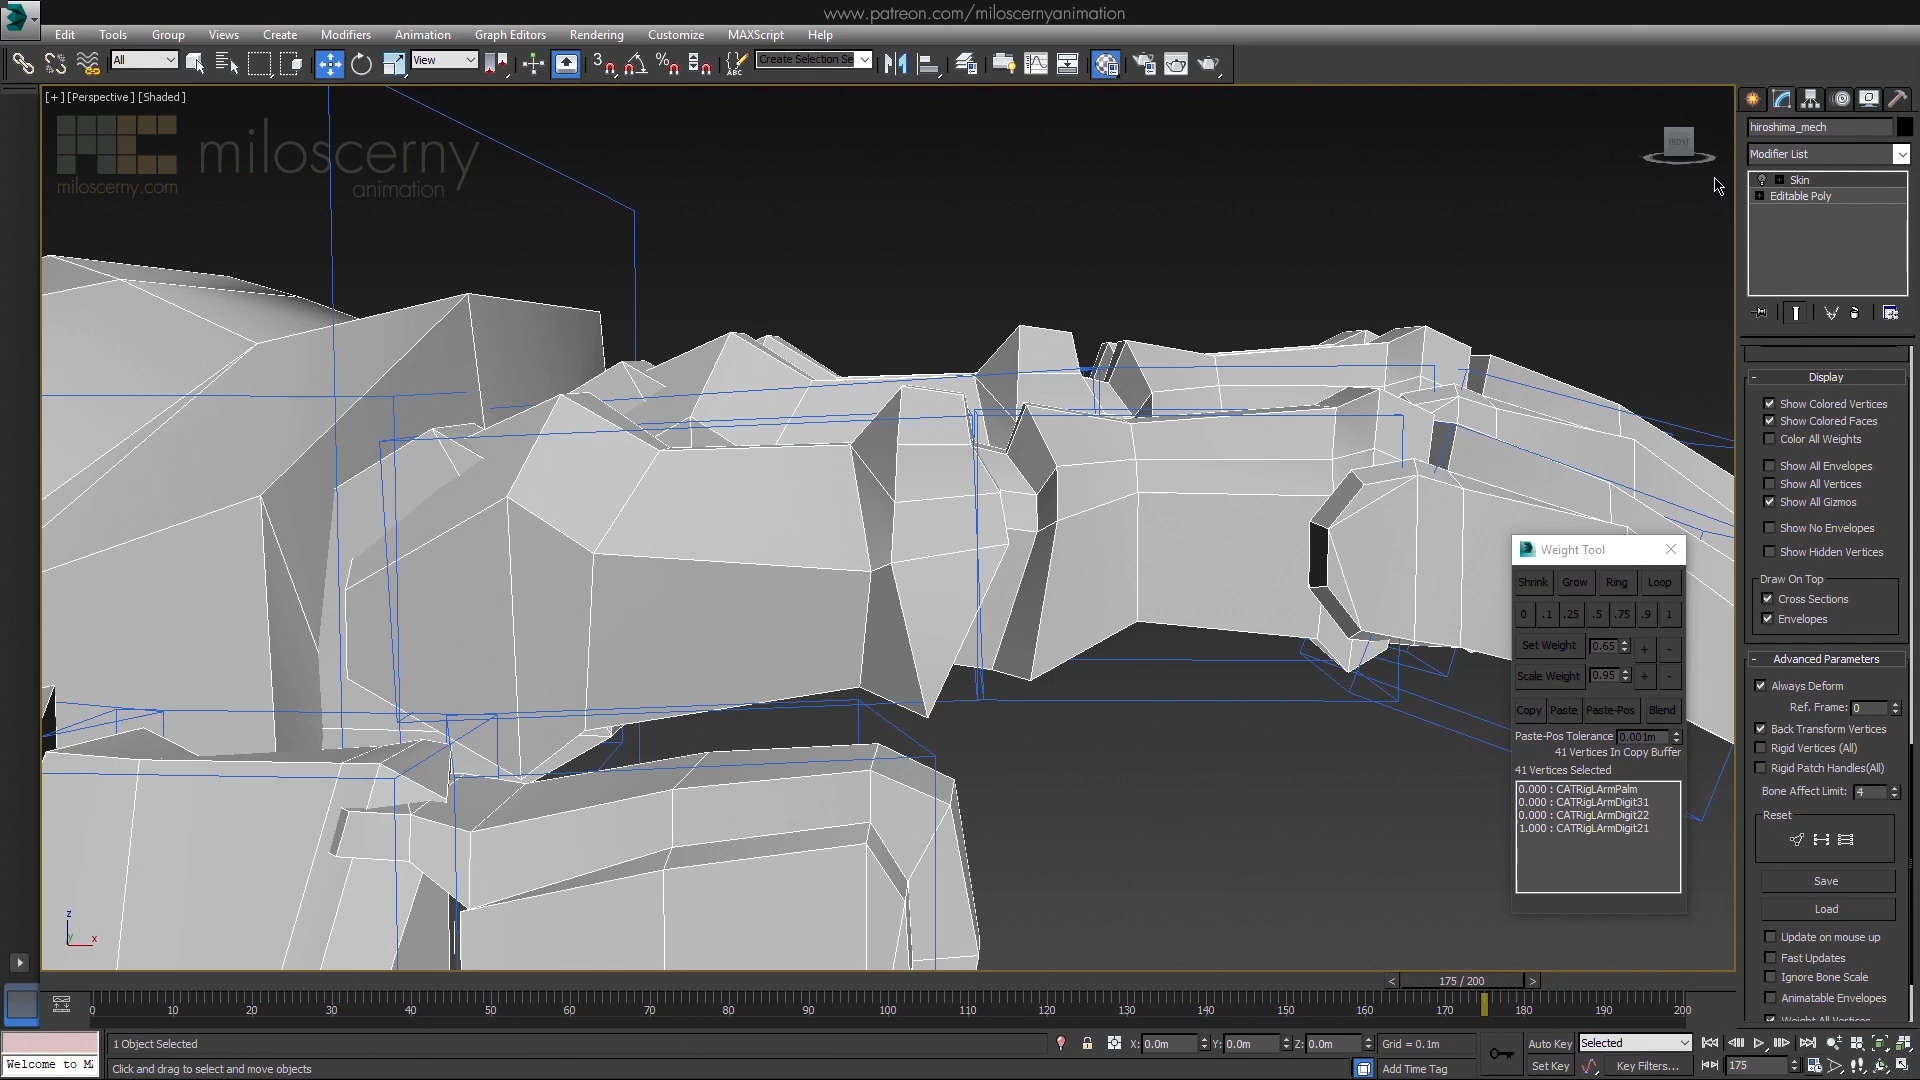 www.patreon.com/miloscernyanimation
Edit Tools Group Views Create Modifiers Animation Graph Editors Rendering Customize MAXScript Help
All
View
3
ABC
Create Selection Se
[+] [Perspective] [Shaded]
miloscerny
animation
miloscerny.com
FRONT
hiroshima_mech
Modifier List
Skin
Editable Poly
Display
Show Colored Vertices
Show Colored Faces
Color All Weights
Show All Envelopes
Show All Vertices
Show All Gizmos
Show No Envelopes
Show Hidden Vertices
Draw On Top
Cross Sections
Envelopes
Advanced Parameters
Always Deform
Ref. Frame: 0
Back Transform Vertices
Rigid Vertices (All)
Rigid Patch Handles(All)
Bone Affect Limit: 4
Reset
Save
Load
Update on mouse up
Fast Updates
Ignore Bone Scale
Animatable Envelopes
Weight All Vertices
Weight Tool
Shrink Grow Ring Loop
0 .1 .25 .5 .75 .9 1
Set Weight 0.65 + -
Scale Weight 0.95 + -
Copy Paste Paste-Pos Blend
Paste-Pos Tolerance 0.001m
41 Vertices In Copy Buffer
41 Vertices Selected
0.000 : CATRigLArmPalm
0.000 : CATRigLArmDigit31
0.000 : CATRigLArmDigit22
1.000 : CATRigLArmDigit21
z
y x
< 175 / 200 >
0 10 20 30 40 50 60 70 80 90 100 110 120 130 140 150 160 170 180 190 200
1 Object Selected
X: 0.0m Y: 0.0m Z: 0.0m Grid = 0.1m
Auto Key Selected
Welcome to M
Click and drag to select and move objects
Add Time Tag
Set Key Key Filters... 175